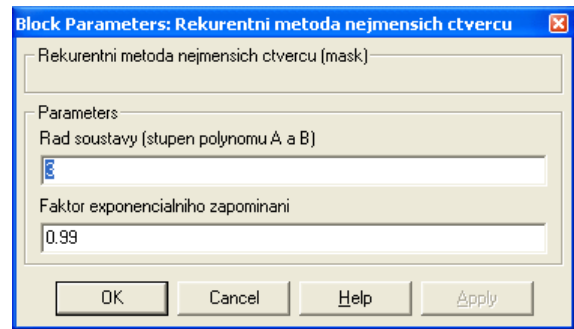 Block Parameters: Rekurentni metoda nejmensich ctvercu
Rekurentni metoda nejmensich ctvercu (mask)
Parameters
Rad soustavy (stupen polynomu A a B)
3
Faktor exponencialniho zapominani
0.99
OK Cancel Help Apply